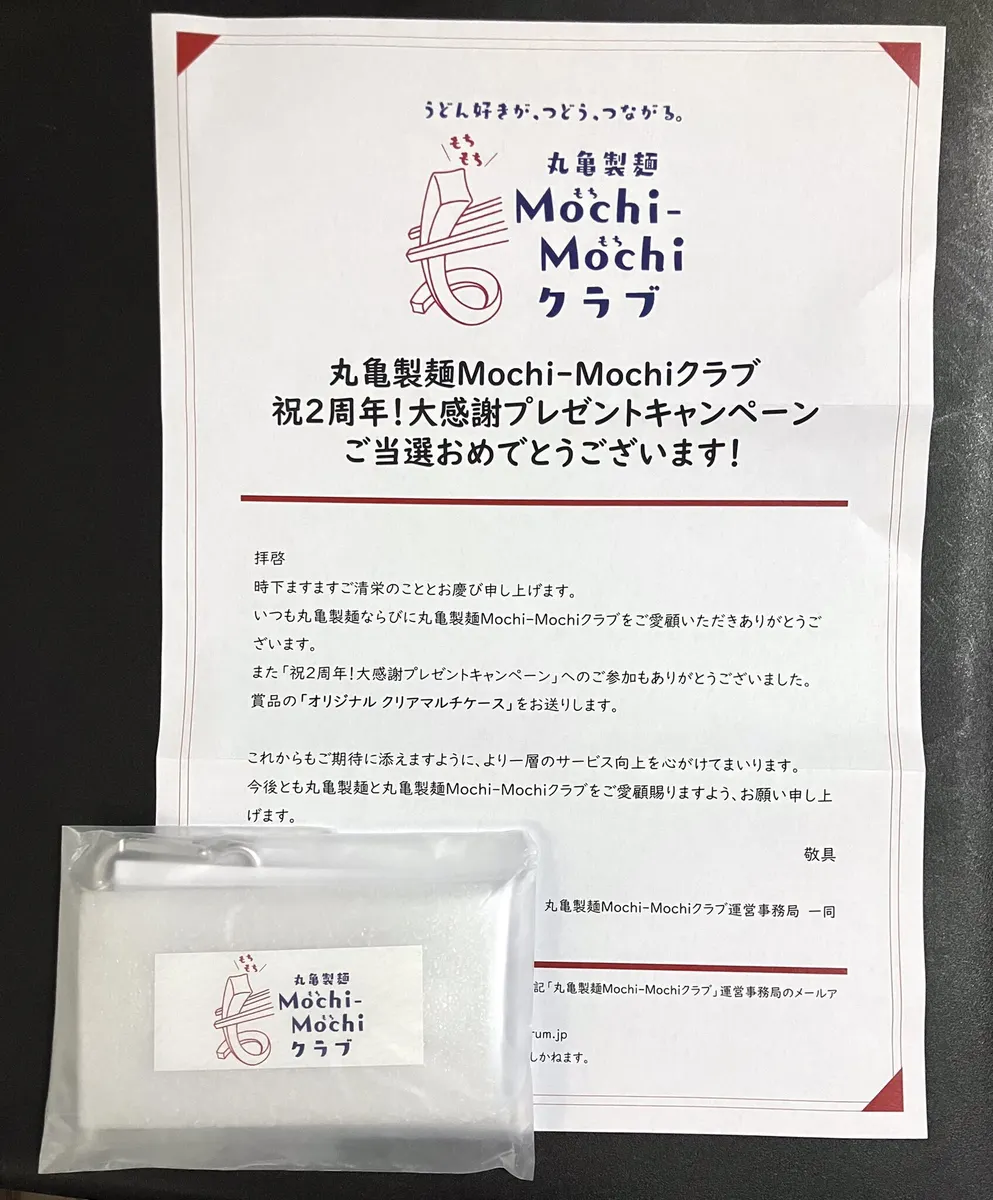 うどん好きが、つどう、つながる。
もち
もち
丸亀製麺
もち
Mochi-
もち
Mochi
クラブ
丸亀製麺Mochi-Mochiクラブ
祝2周年!大感謝プレゼントキャンペーン
ご当選おめでとうございます!
拝啓
時下ますますご清栄のこととお慶び申し上げます。
いつも丸亀製麺ならびに丸亀製麺Mochi-Mochiクラブをご愛顧いただきありがとうご
ざいます。
また「祝2周年!大感謝プレゼントキャンペーン」へのご参加もありがとうございました。
賞品の「オリジナル クリアマルチケース」をお送りします。
これからもご期待に添えますように、より一層のサービス向上を心がけてまいります。
今後とも丸亀製麺と丸亀製麺Mochi-Mochiクラブをご愛顧賜りますよう、お願い申し上
げます。
敬具
丸亀製麺Mochi-Mochiクラブ運営事務局 一同
記「丸亀製麺Mochi-Mochiクラブ」運営事務局のメールア
rum.jp
しかねます。
もち
もち
丸亀製麺
もち
Mochi-
もち
Mochi
クラブ